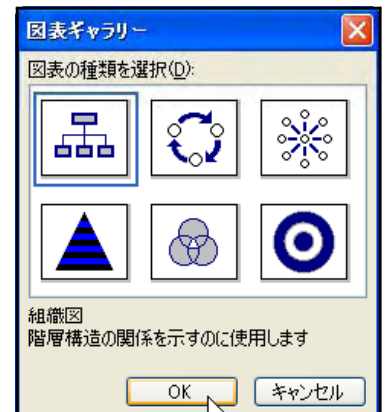 図表ギャラリー
図表の種類を選択(D):
組織図
階層構造の関係を示すのに使用します
OK
キャンセル